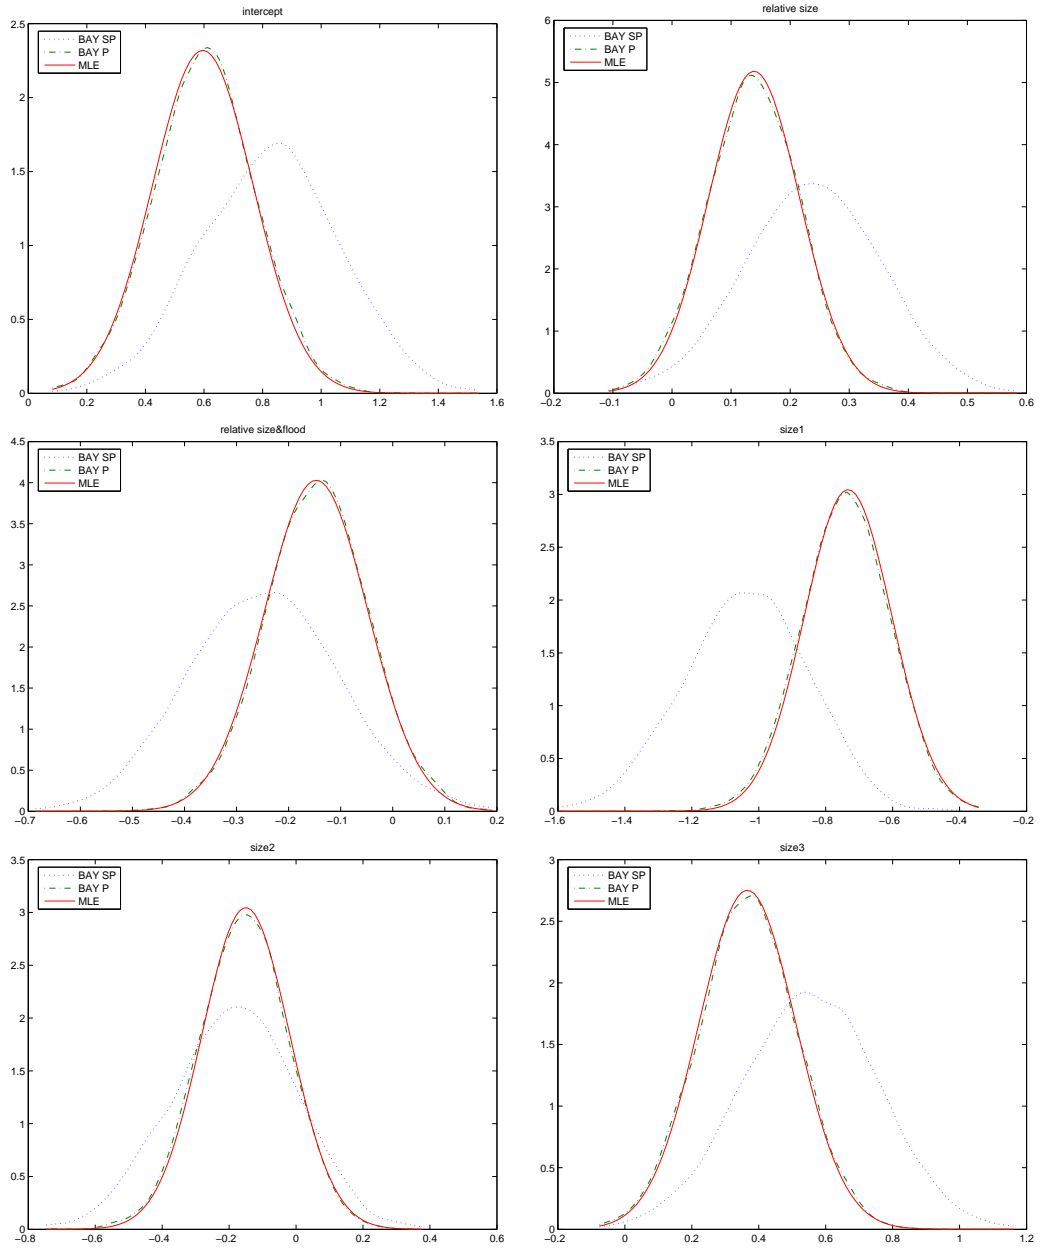 intercept
2.5
2
1.5
1
0.5
0
BAY SP
BAY P
MLE
0 0.2 0.4 0.6 0.8 1 1.2 1.4 1.6
relative size
6
5
4
3
2
1
0
BAY SP
BAY P
MLE
−0.2 −0.1 0 0.1 0.2 0.3 0.4 0.5 0.6
relative size&flood
4.5
4
3.5
3
2.5
2
1.5
1
0.5
0
BAY SP
BAY P
MLE
−0.7 −0.6 −0.5 −0.4 −0.3 −0.2 −0.1 0 0.1 0.2
size1
3.5
3
2.5
2
1.5
1
0.5
0
BAY SP
BAY P
MLE
−1.6 −1.4 −1.2 −1 −0.8 −0.6 −0.4 −0.2
size2
3.5
3
2.5
2
1.5
1
0.5
0
BAY SP
BAY P
MLE
−0.8 −0.6 −0.4 −0.2 0 0.2 0.4 0.6
size3
3
2.5
2
1.5
1
0.5
0
BAY SP
BAY P
MLE
0 0.2 0.4 0.6 0.8 1 1.2